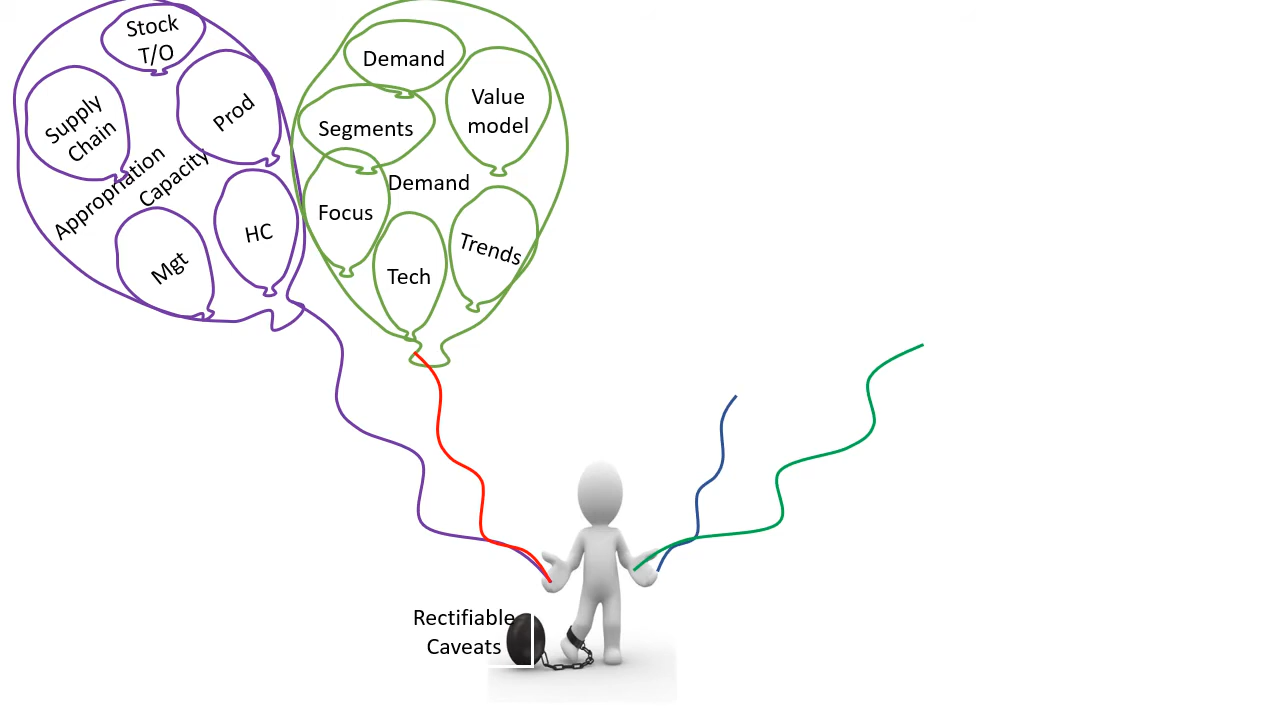 Stock
T/O
Supply
Chain
Prod
Appropriation
Capacity
HC
Mgt
Demand
Value
model
Segments
Demand
Focus
Trends
Tech
Rectifiable
Caveats